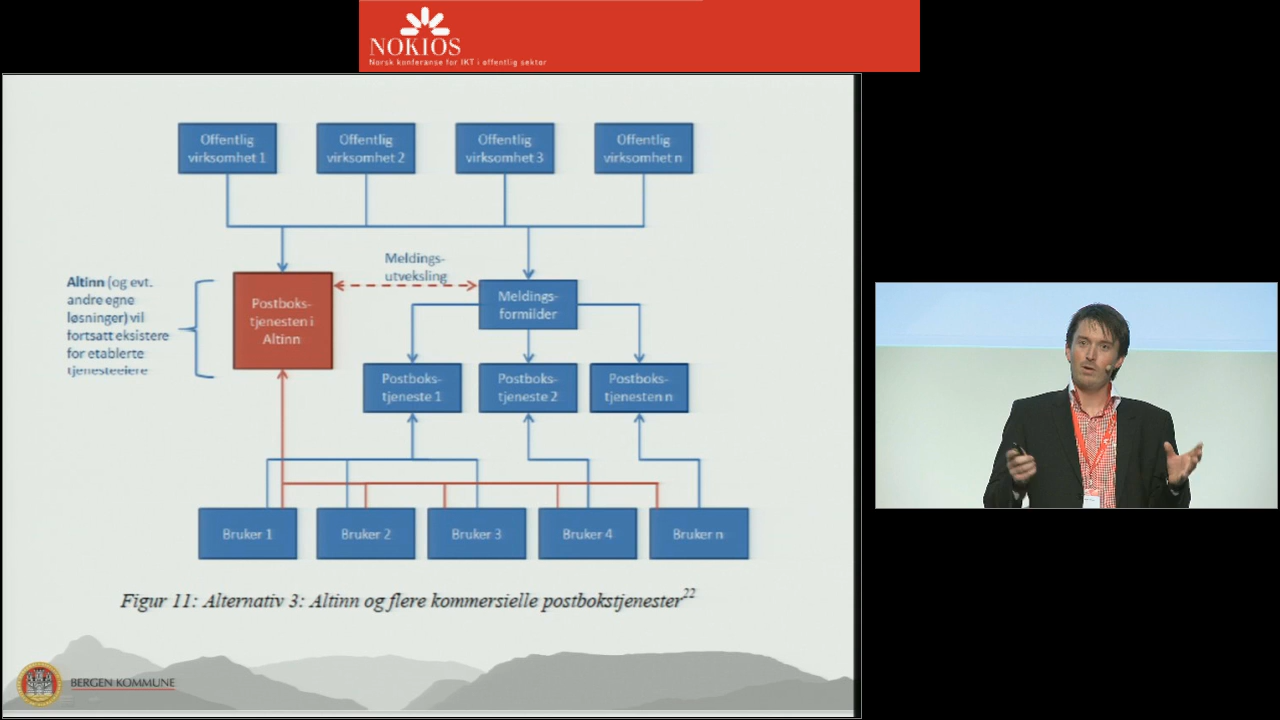 NOKIOS
Norsk konferanse for IKT i offentlig sektor
Offentlig
virksomhet 1
Offentlig
virksomhet 2
Offentlig
virksomhet 3
Offentlig
virksomhet n
Meldings-
utveksling
Altinn (og evt.
andre egne
løsninger) vil
fortsatt eksistere
for etablerte
tjenesteeiere
Postboks-
tjenesten i
Altinn
Meldings-
formilder
Postboks-
tjeneste 1
Postboks-
tjeneste 2
Postboks-
tjenesten n
Bruker 1
Bruker 2
Bruker 3
Bruker 4
Bruker n
Figur 11: Alternativ 3: Altinn og flere kommersielle postbokstjenester22
BERGEN KOMMUNE